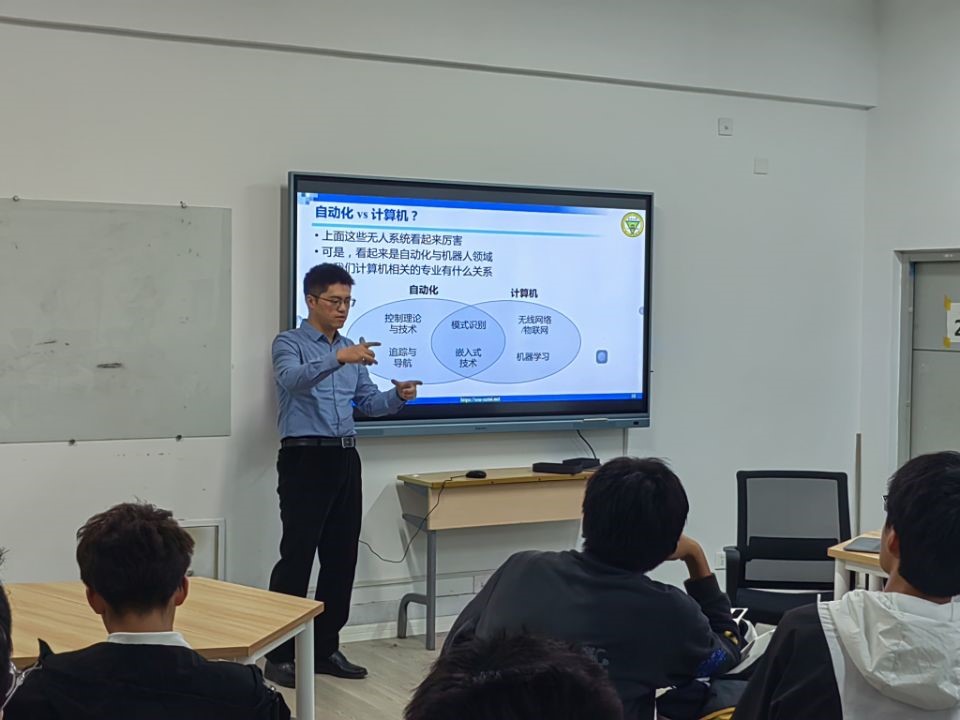 自动化 vs 计算机？
• 上面这些无人系统看起来厉害
• 可是，看起来是自动化与机器人领域
我们计算机相关的专业有什么关系
自动化
计算机
控制理论
与技术
模式识别
无线网络
/物联网
追踪与
导航
嵌入式
技术
机器学习